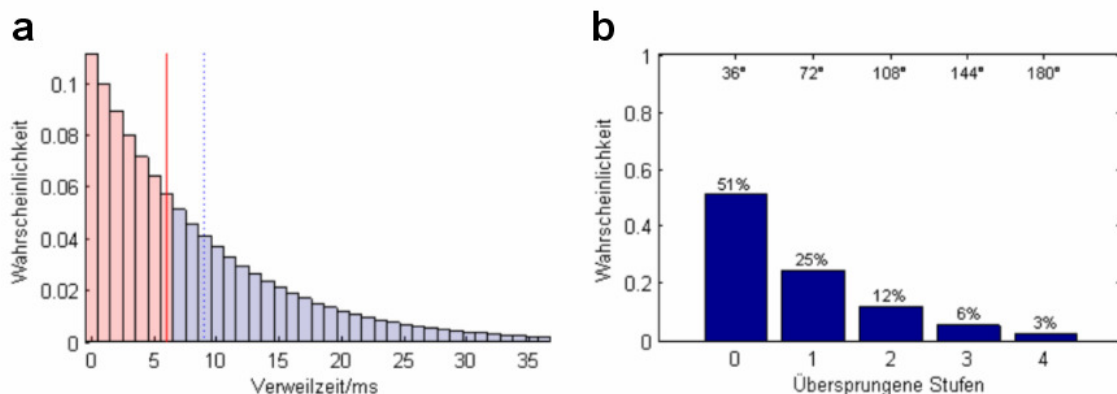 a
0.1
0.08
0.06
0.04
0.02
0
Wahrscheinlichkeit
0 5 10 15 20 25 30 35
Verweilzeit/ms
b
1
0.8
0.6
0.4
0.2
0
Wahrscheinlichkeit
36° 72° 108° 144° 180°
51%
25%
12%
6%
3%
0 1 2 3 4
Übersprungene Stufen